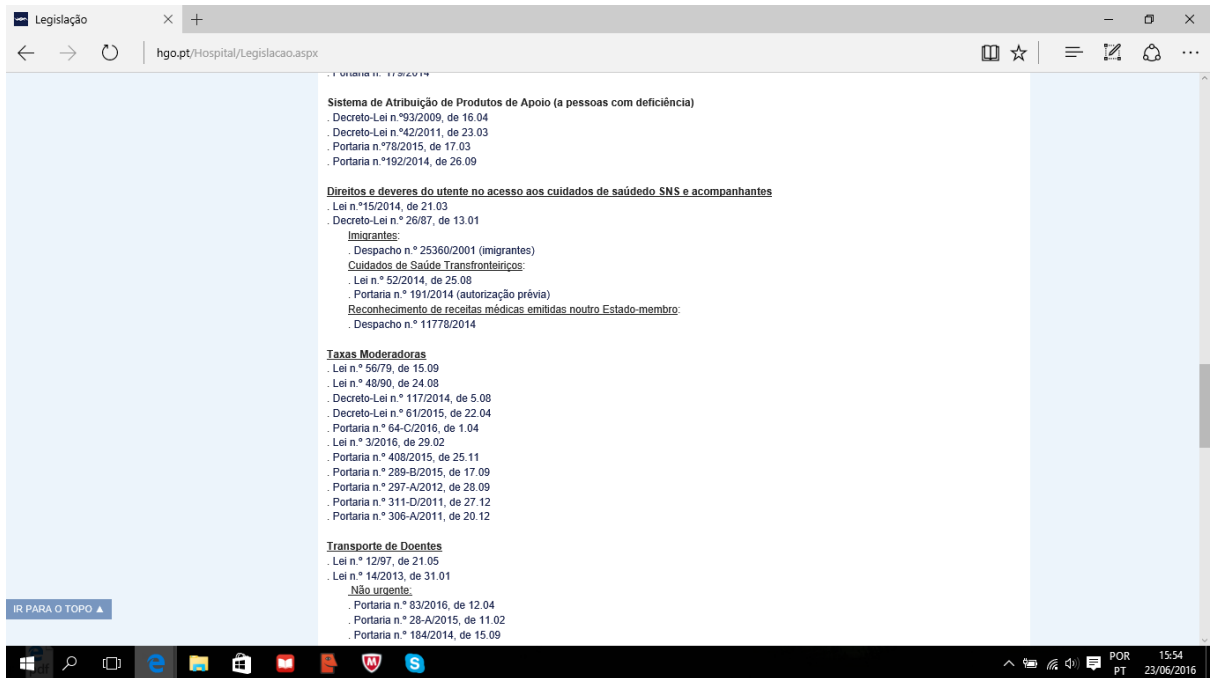 Legislação
hgo.pt/Hospital/Legislacao.aspx
. Portaria n.º 179/2014
Sistema de Atribuição de Produtos de Apoio (a pessoas com deficiência)
. Decreto-Lei n.º93/2009, de 16.04
. Decreto-Lei n.º42/2011, de 23.03
. Portaria n.º78/2015, de 17.03
. Portaria n.º192/2014, de 26.09
Direitos e deveres do utente no acesso aos cuidados de saúdedo SNS e acompanhantes
. Lei n.º15/2014, de 21.03
. Decreto-Lei n.º 26/87, de 13.01
Imigrantes:
. Despacho n.º 25360/2001 (imigrantes)
Cuidados de Saúde Transfronteiriços:
. Lei n.º 52/2014, de 25.08
. Portaria n.º 191/2014 (autorização prévia)
Reconhecimento de receitas médicas emitidas noutro Estado-membro:
. Despacho n.º 11778/2014
Taxas Moderadoras
. Lei n.º 56/79, de 15.09
. Lei n.º 48/90, de 24.08
. Decreto-Lei n.º 117/2014, de 5.08
. Decreto-Lei n.º 61/2015, de 22.04
. Portaria n.º 64-C/2016, de 1.04
. Lei n.º 3/2016, de 29.02
. Portaria n.º 408/2015, de 25.11
. Portaria n.º 289-B/2015, de 17.09
. Portaria n.º 297-A/2012, de 28.09
. Portaria n.º 311-D/2011, de 27.12
. Portaria n.º 306-A/2011, de 20.12
Transporte de Doentes
. Lei n.º 12/97, de 21.05
. Lei n.º 14/2013, de 31.01
Não urgente:
. Portaria n.º 83/2016, de 12.04
. Portaria n.º 28-A/2015, de 11.02
. Portaria n.º 184/2014, de 15.09
IR PARA O TOPO ▲
POR
PT
15:54
23/06/2016